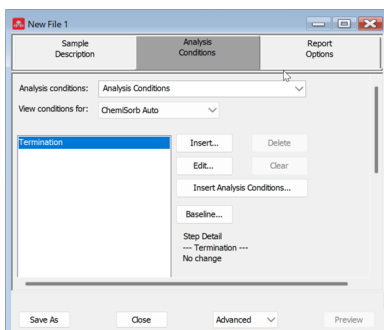 New File 1
Sample Description
Analysis Conditions
Report Options
Analysis conditions: Analysis Conditions
View conditions for: ChemiSorb Auto
Termination
Insert... Delete
Edit... Clear
Insert Analysis Conditions...
Baseline...
Step Detail
--- Termination ---
No change
Save As Close Advanced Preview